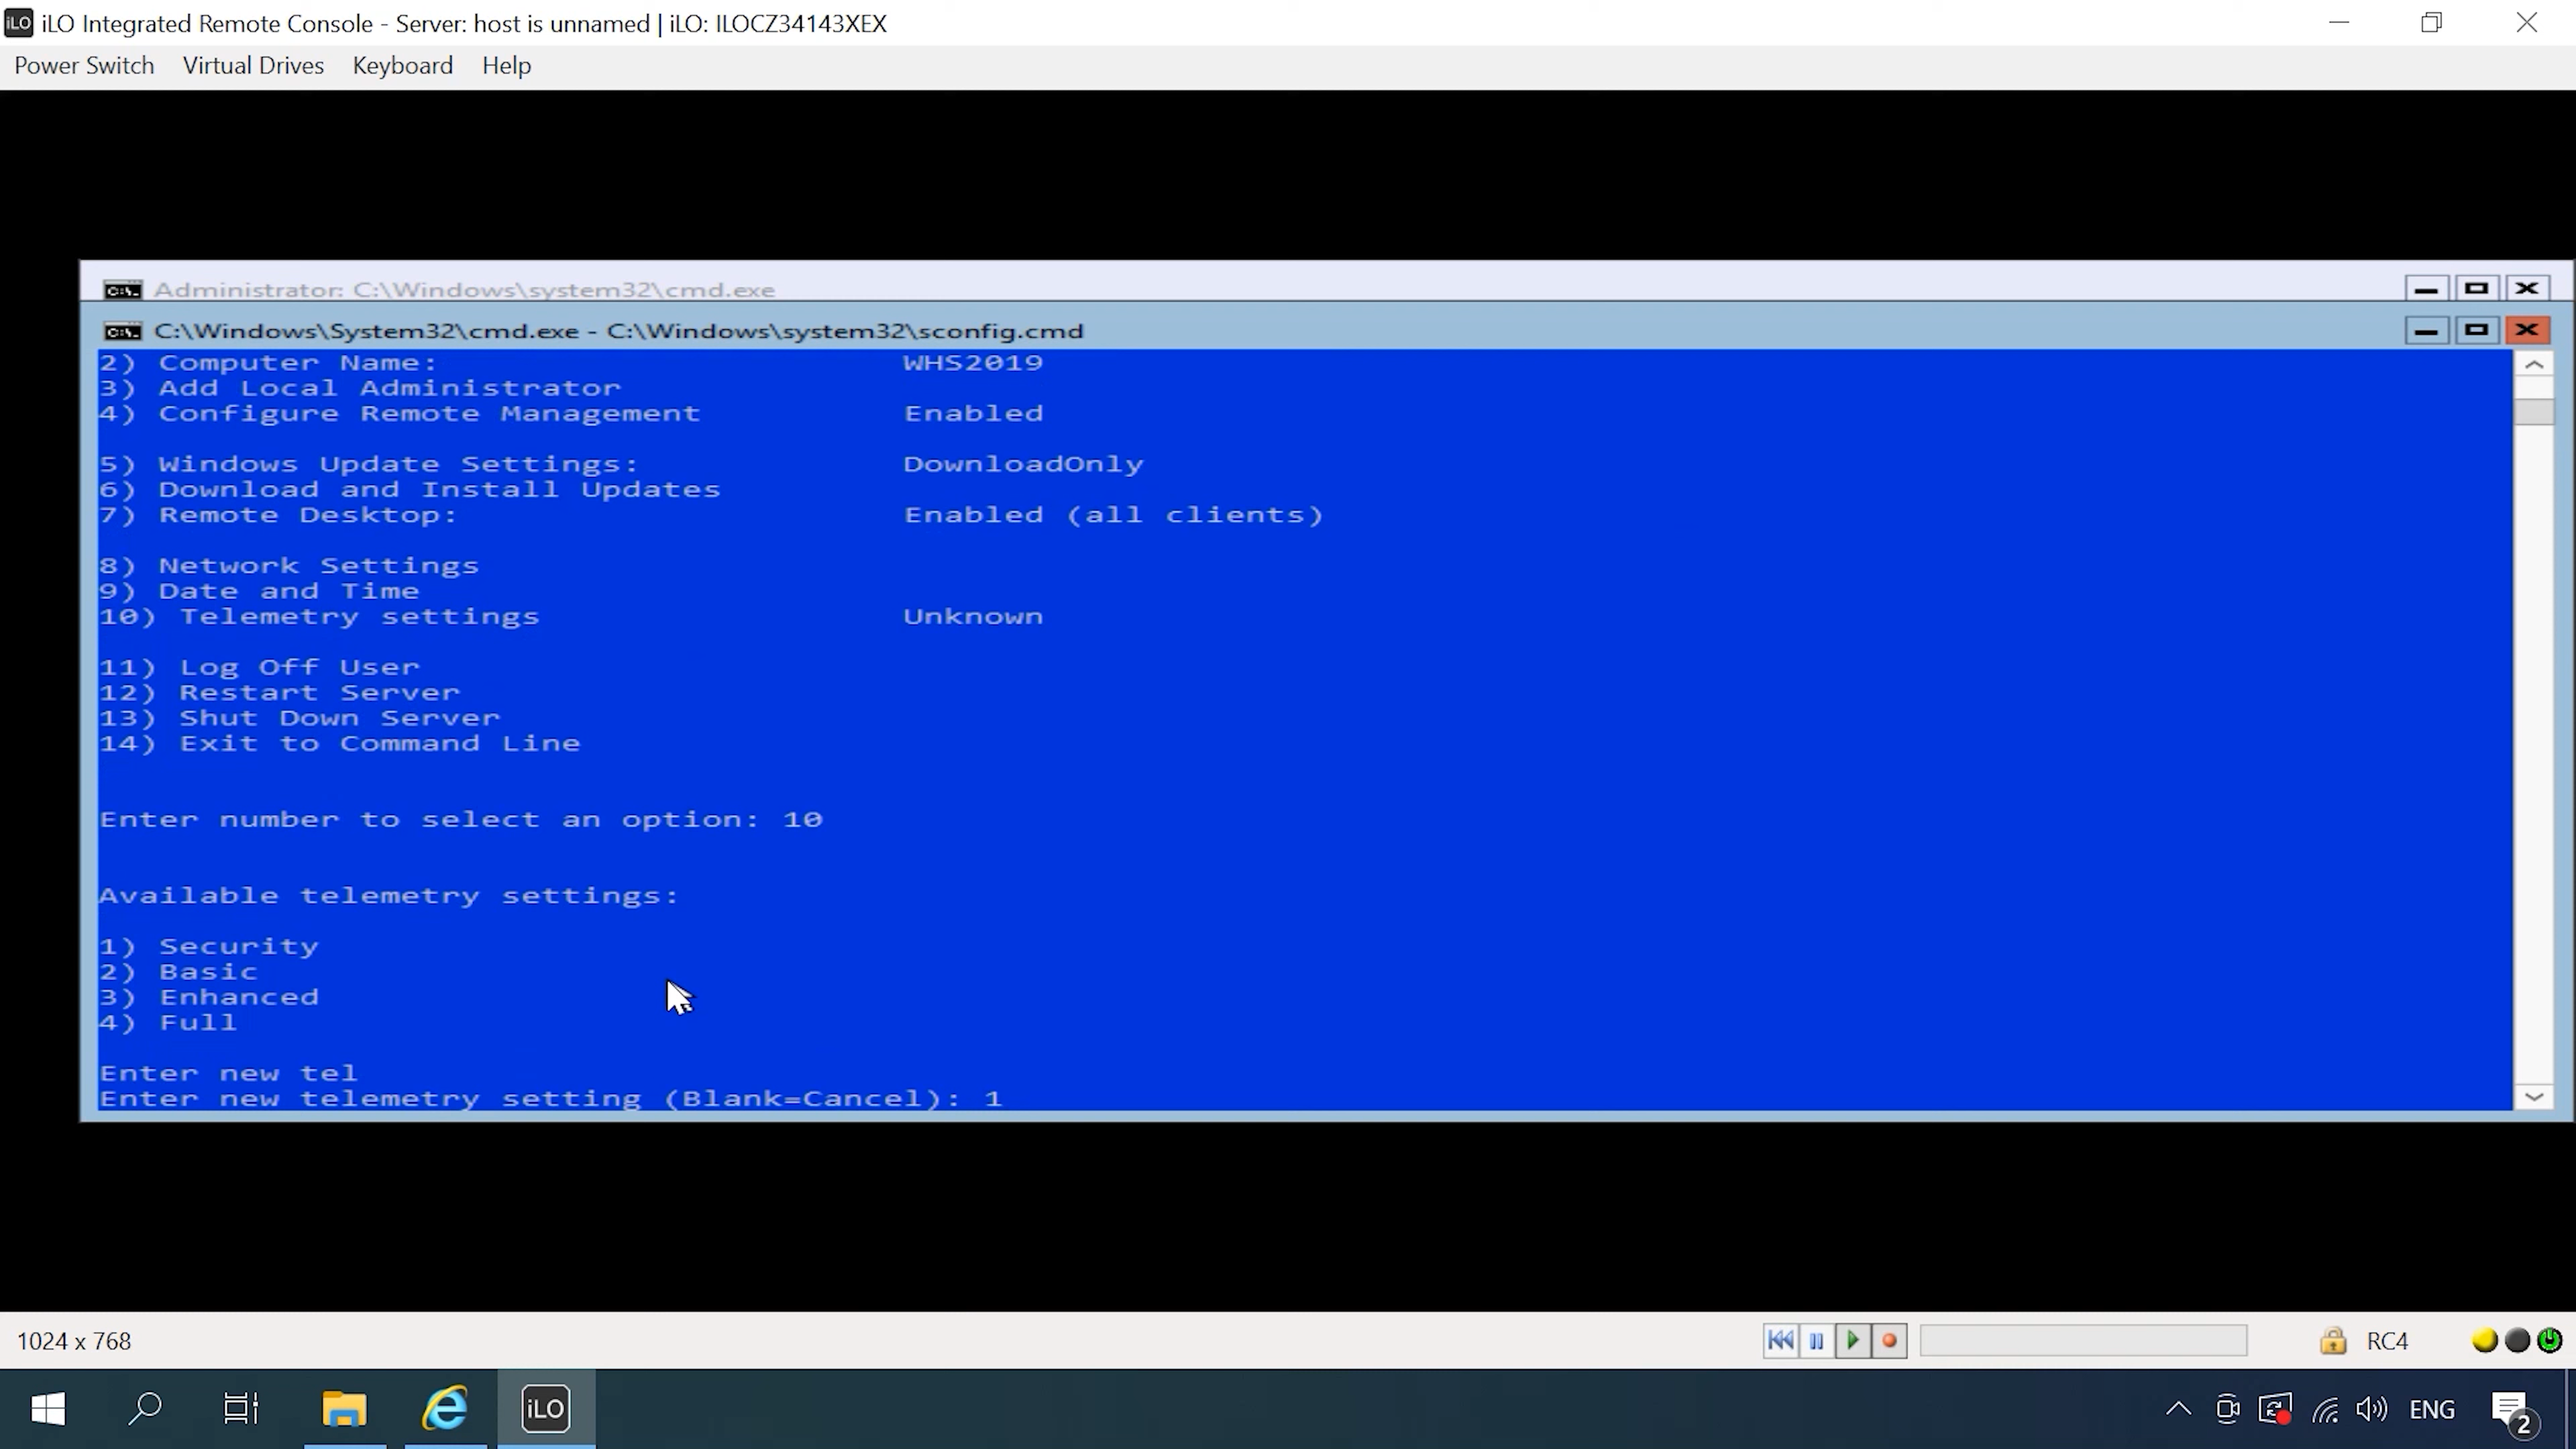 iLO iLO Integrated Remote Console - Server: host is unnamed | iLO: ILOCZ34143XEX
Power Switch Virtual Drives Keyboard Help
C:\. Administrator: C:\Windows\system32\cmd.exe
C:\. C:\Windows\System32\cmd.exe - C:\Windows\system32\sconfig.cmd
2) Computer Name: WHS2019
3) Add Local Administrator
4) Configure Remote Management Enabled
5) Windows Update Settings: DownloadOnly
6) Download and Install Updates
7) Remote Desktop: Enabled (all clients)
8) Network Settings
9) Date and Time
10) Telemetry settings Unknown
11) Log Off User
12) Restart Server
13) Shut Down Server
14) Exit to Command Line
Enter number to select an option: 10
Available telemetry settings:
1) Security
2) Basic
3) Enhanced
4) Full
Enter new tel
Enter new telemetry setting (Blank=Cancel): 1
1024 x 768 RC4
iLO ENG 2